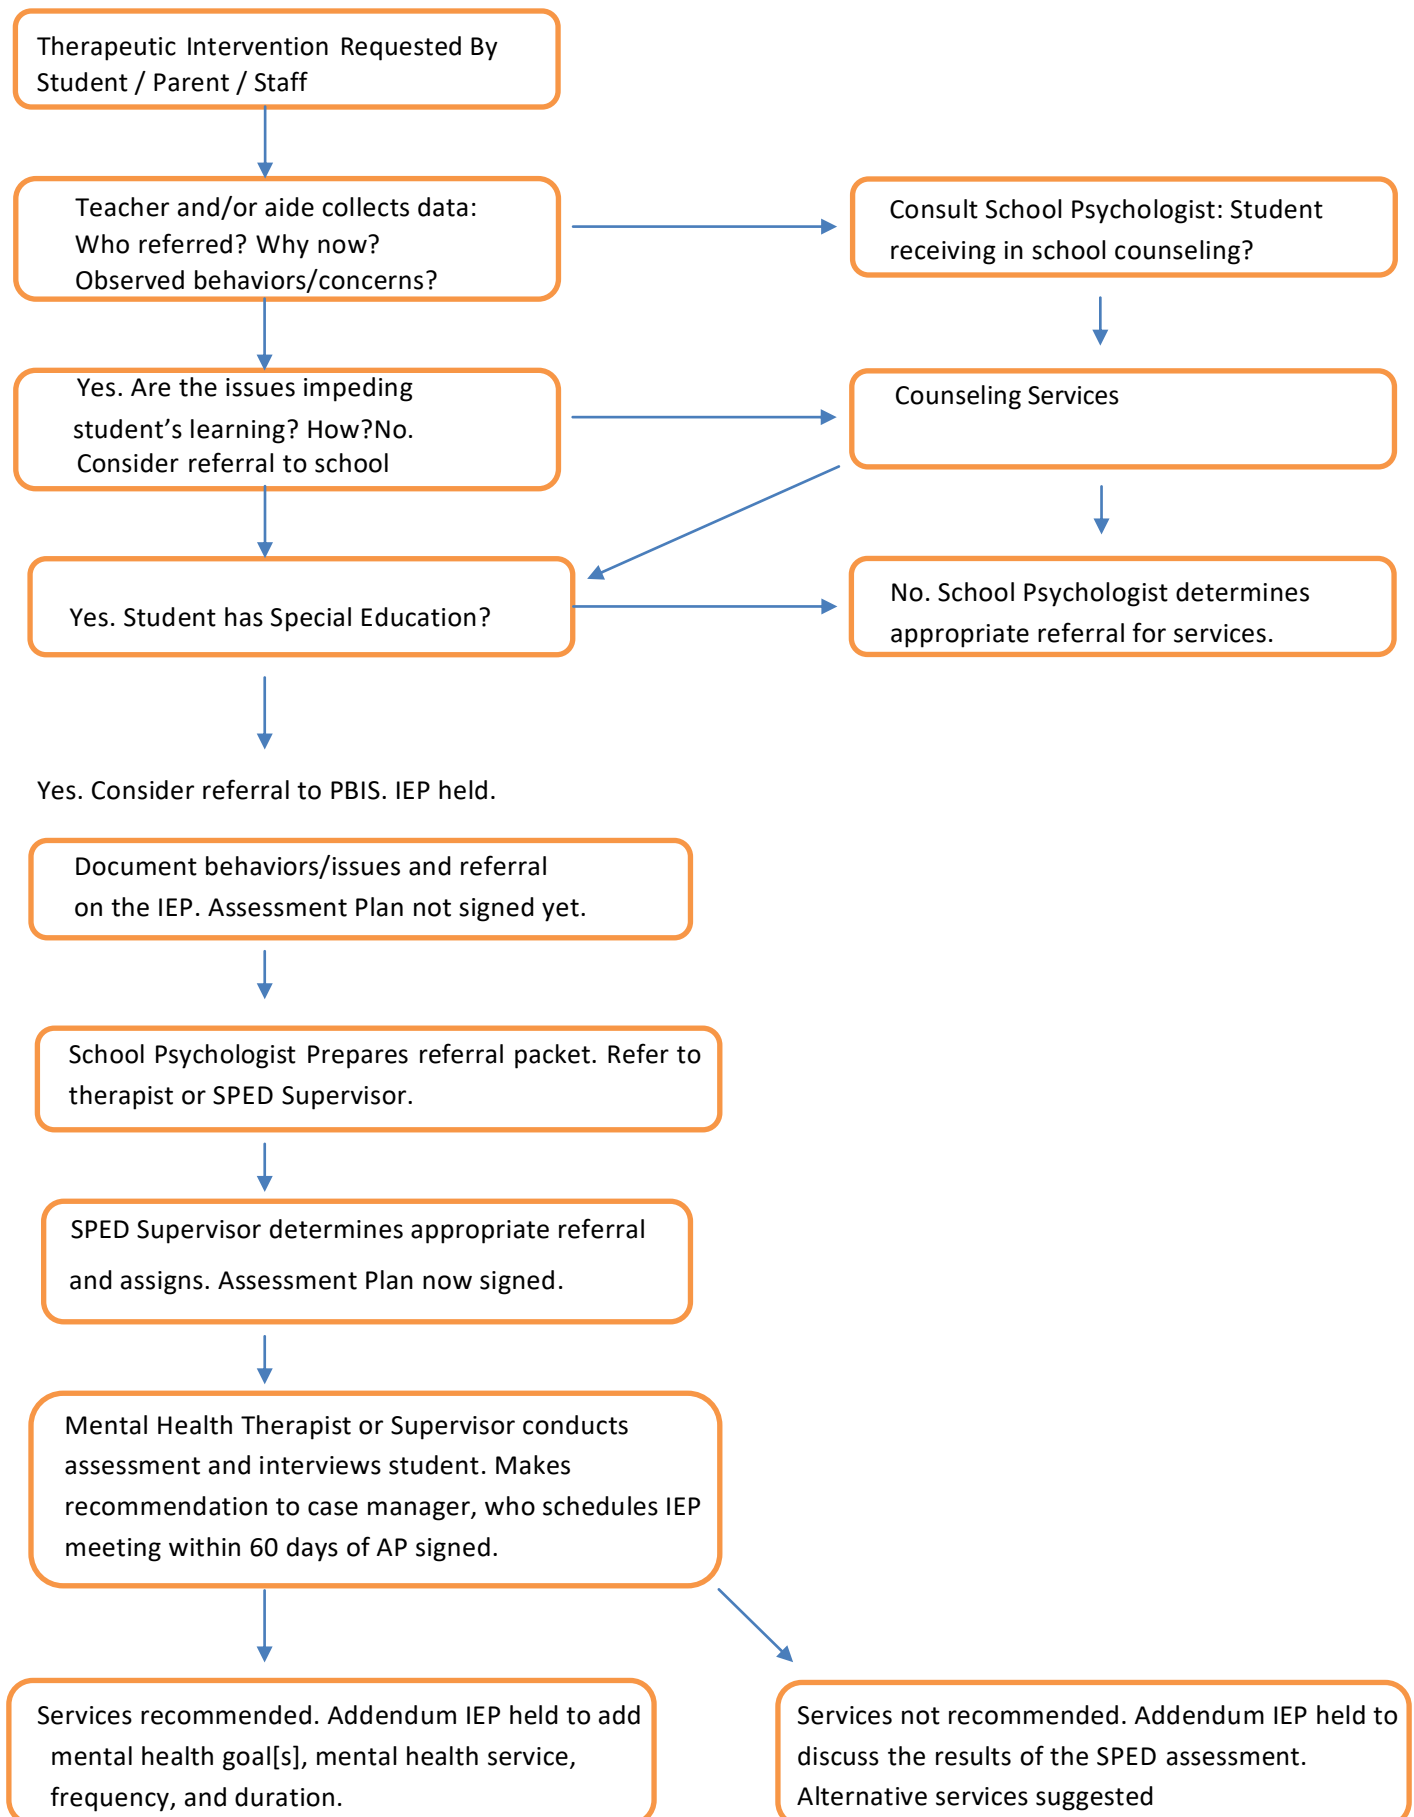 Therapeutic Intervention Requested By
Student / Parent / Staff
Teacher and/or aide collects data:
Who referred? Why now?
Observed behaviors/concerns?
Consult School Psychologist: Student
receiving in school counseling?
Yes. Are the issues impeding
student’s learning? How?No.
Consider referral to school
Counseling Services
Yes. Student has Special Education?
No. School Psychologist determines
appropriate referral for services.
Yes. Consider referral to PBIS. IEP held.
Document behaviors/issues and referral
on the IEP. Assessment Plan not signed yet.
School Psychologist Prepares referral packet. Refer to
therapist or SPED Supervisor.
SPED Supervisor determines appropriate referral
and assigns. Assessment Plan now signed.
Mental Health Therapist or Supervisor conducts
assessment and interviews student. Makes
recommendation to case manager, who schedules IEP
meeting within 60 days of AP signed.
Services recommended. Addendum IEP held to add
mental health goal[s], mental health service,
frequency, and duration.
Services not recommended. Addendum IEP held to
discuss the results of the SPED assessment.
Alternative services suggested